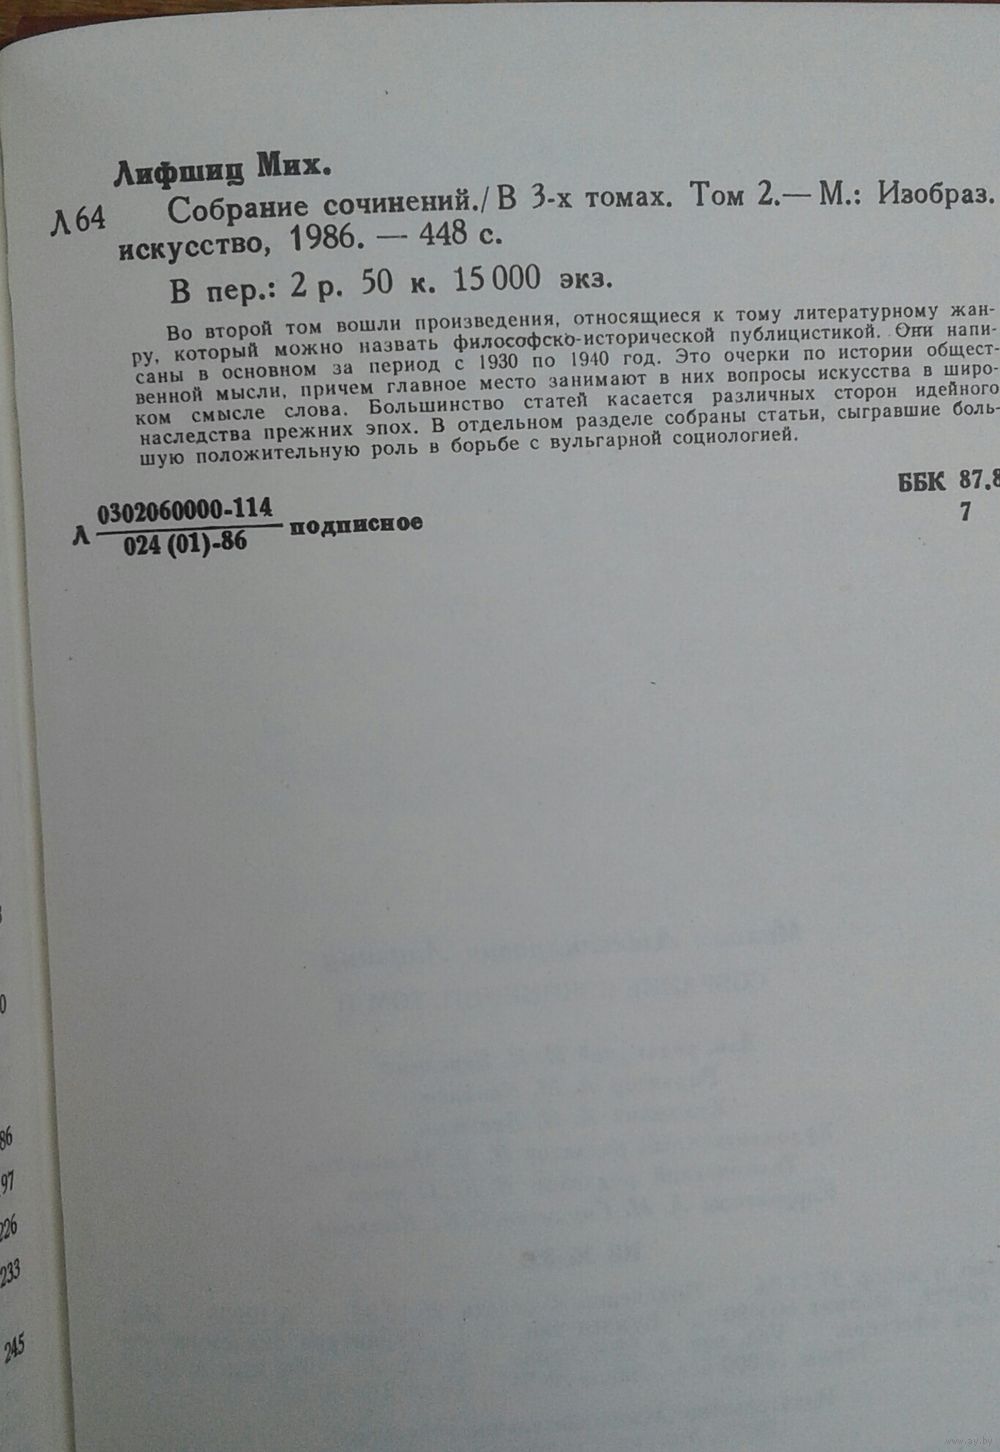 Лифшиц Мих.
Л64 Собрание сочинений./В 3-х томах. Том 2.— М.: Изобраз.
искусство, 1986. — 448 с.
В пер.: 2 р. 50 к. 15 000 экз.
Во второй том вошли произведения, относящиеся к тому литературному жан-
ру, который можно назвать философско-исторической публицистикой. Они напи-
саны в основном за период с 1930 по 1940 год. Это очерки по истории общест-
венной мысли, причем главное место занимают в них вопросы искусства в широ-
ком смысле слова. Большинство статей касается различных сторон идейного
наследства прежних эпох. В отдельном разделе собраны статьи, сыгравшие боль-
шую положительную роль в борьбе с вульгарной социологией.
ББК 87.8
7
Л 0302060000-114
024 (01)-86 подписное
86
97
226
233
245
www.ay.by